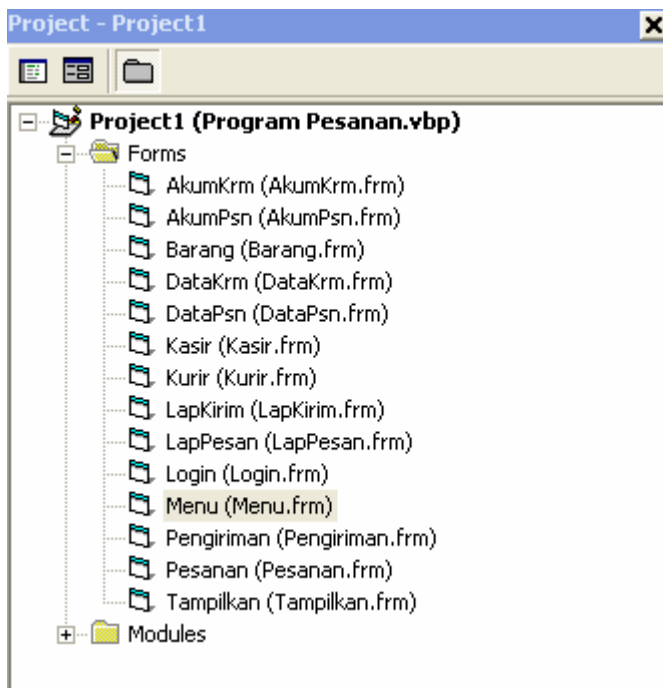 Project - Project1
Project1 (Program Pesanan.vbp)
Forms
AkumKrm (AkumKrm.frm)
AkumPsn (AkumPsn.frm)
Barang (Barang.frm)
DataKrm (DataKrm.frm)
DataPsn (DataPsn.frm)
Kasir (Kasir.frm)
Kurir (Kurir.frm)
LapKirim (LapKirim.frm)
LapPesan (LapPesan.frm)
Login (Login.frm)
Menu (Menu.frm)
Pengiriman (Pengiriman.frm)
Pesanan (Pesanan.frm)
Tampilkan (Tampilkan.frm)
Modules